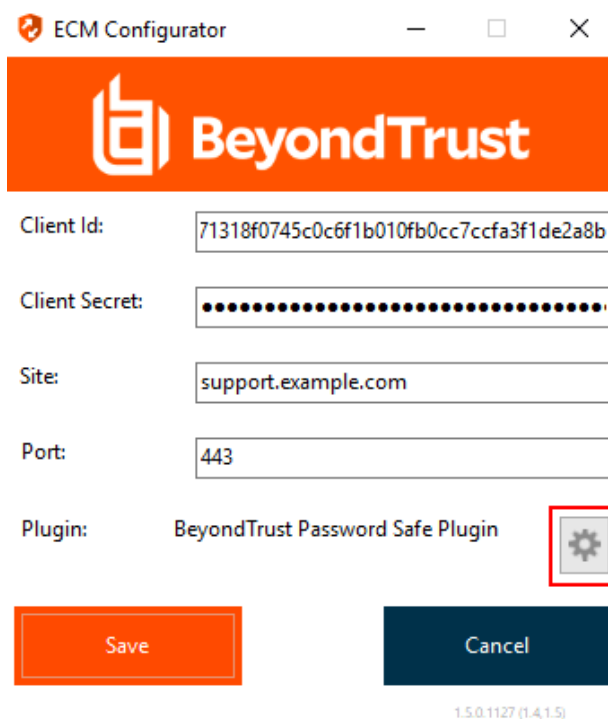 ECM Configurator
BeyondTrust
Client Id: 71318f0745c0c6f1b010fb0cc7ccfa3f1de2a8b
Client Secret: ••••••••••••••••••••••••••••••••••
Site: support.example.com
Port: 443
Plugin: BeyondTrust Password Safe Plugin
Save Cancel
1.5.0.1127 (1.4,1.5)